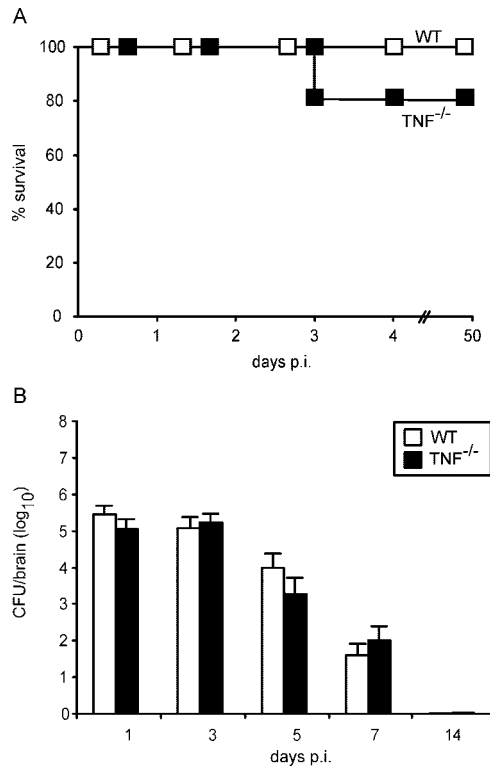 A
100
80
60
40
20
0
% survival
WT
TNF-/-
0 1 2 3 4 50
days p.i.
B
8
7
6
5
4
3
2
1
0
CFU/brain (log10)
WT
TNF-/-
1 3 5 7 14
days p.i.